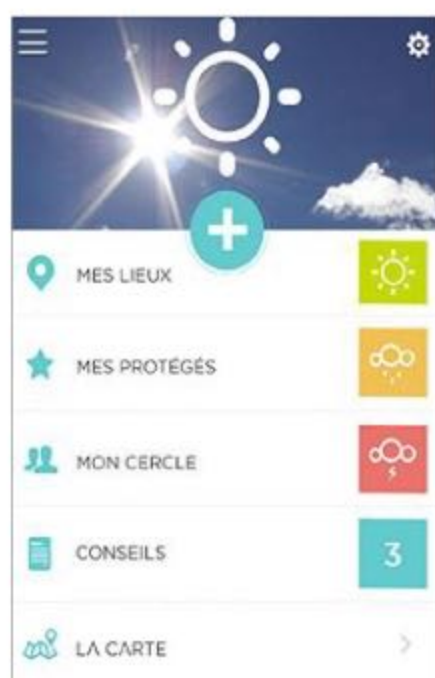 MES LIEUX
MES PROTÉGÉS
MON CERCLE
CONSEILS
3
LA CARTE